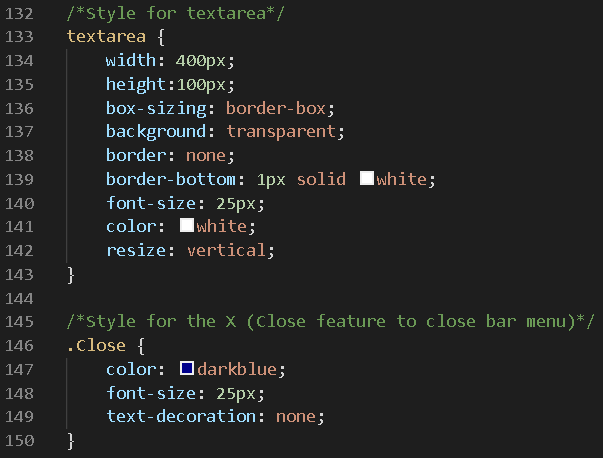 132 /*Style for textarea*/
133 textarea {
134 width: 400px;
135 height:100px;
136 box-sizing: border-box;
137 background: transparent;
138 border: none;
139 border-bottom: 1px solid white;
140 font-size: 25px;
141 color: white;
142 resize: vertical;
143 }
144
145 /*Style for the X (Close feature to close bar menu)*/
146 .Close {
147 color: darkblue;
148 font-size: 25px;
149 text-decoration: none;
150 }